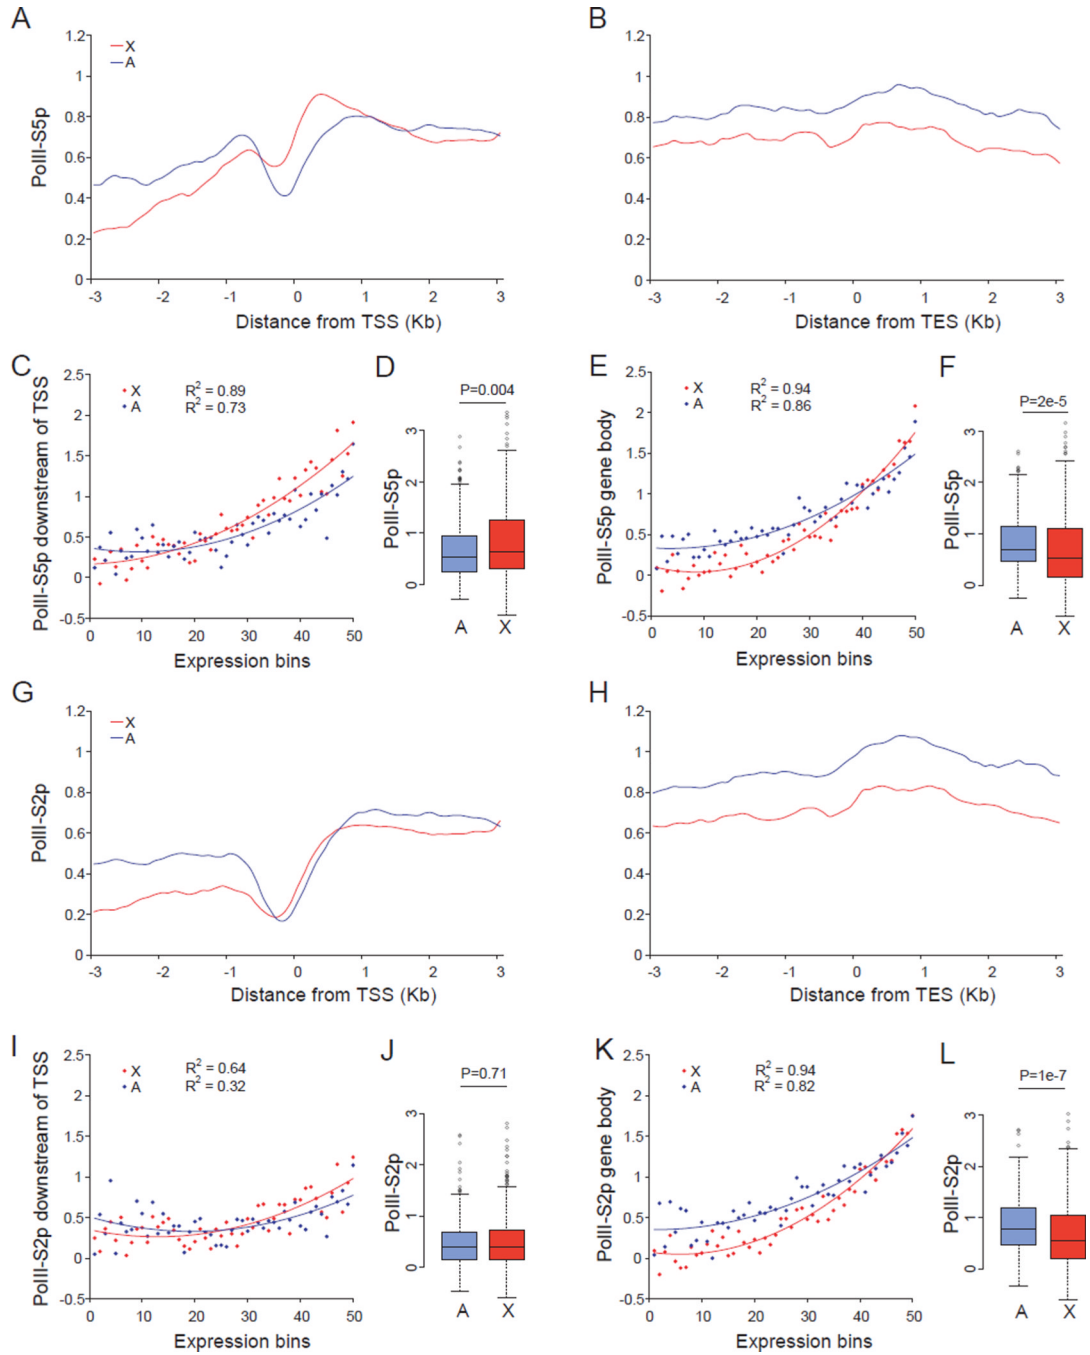 A
X
A
PolII-S5p
1.2
1
0.8
0.6
0.4
0.2
0
-3
-2
-1
0
1
2
3
Distance from TSS (Kb)
B
1.2
1
0.8
0.6
0.4
0.2
0
-3
-2
-1
0
1
2
3
Distance from TES (Kb)
C
X R² = 0.89
A R² = 0.73
PolII-S5p downstream of TSS
2.5
2
1.5
1
0.5
0
-0.5
0
10
20
30
40
50
Expression bins
D
P=0.004
PolII-S5p
3
2
1
0
A
X
E
X R² = 0.94
A R² = 0.86
PolII-S5p gene body
2.5
2
1.5
1
0.5
0
-0.5
0
10
20
30
40
50
Expression bins
F
P=2e-5
PolII-S5p
3
2
1
0
A
X
G
X
A
PolII-S2p
1.2
1
0.8
0.6
0.4
0.2
0
-3
-2
-1
0
1
2
3
Distance from TSS (Kb)
H
1.2
1
0.8
0.6
0.4
0.2
0
-3
-2
-1
0
1
2
3
Distance from TES (Kb)
I
X R² = 0.64
A R² = 0.32
PolII-S2p downstream of TSS
2.5
2
1.5
1
0.5
0
-0.5
0
10
20
30
40
50
Expression bins
J
P=0.71
PolII-S2p
3
2
1
0
A
X
K
X R² = 0.94
A R² = 0.82
PolII-S2p gene body
2.5
2
1.5
1
0.5
0
-0.5
0
10
20
30
40
50
Expression bins
L
P=1e-7
PolII-S2p
3
2
1
0
A
X